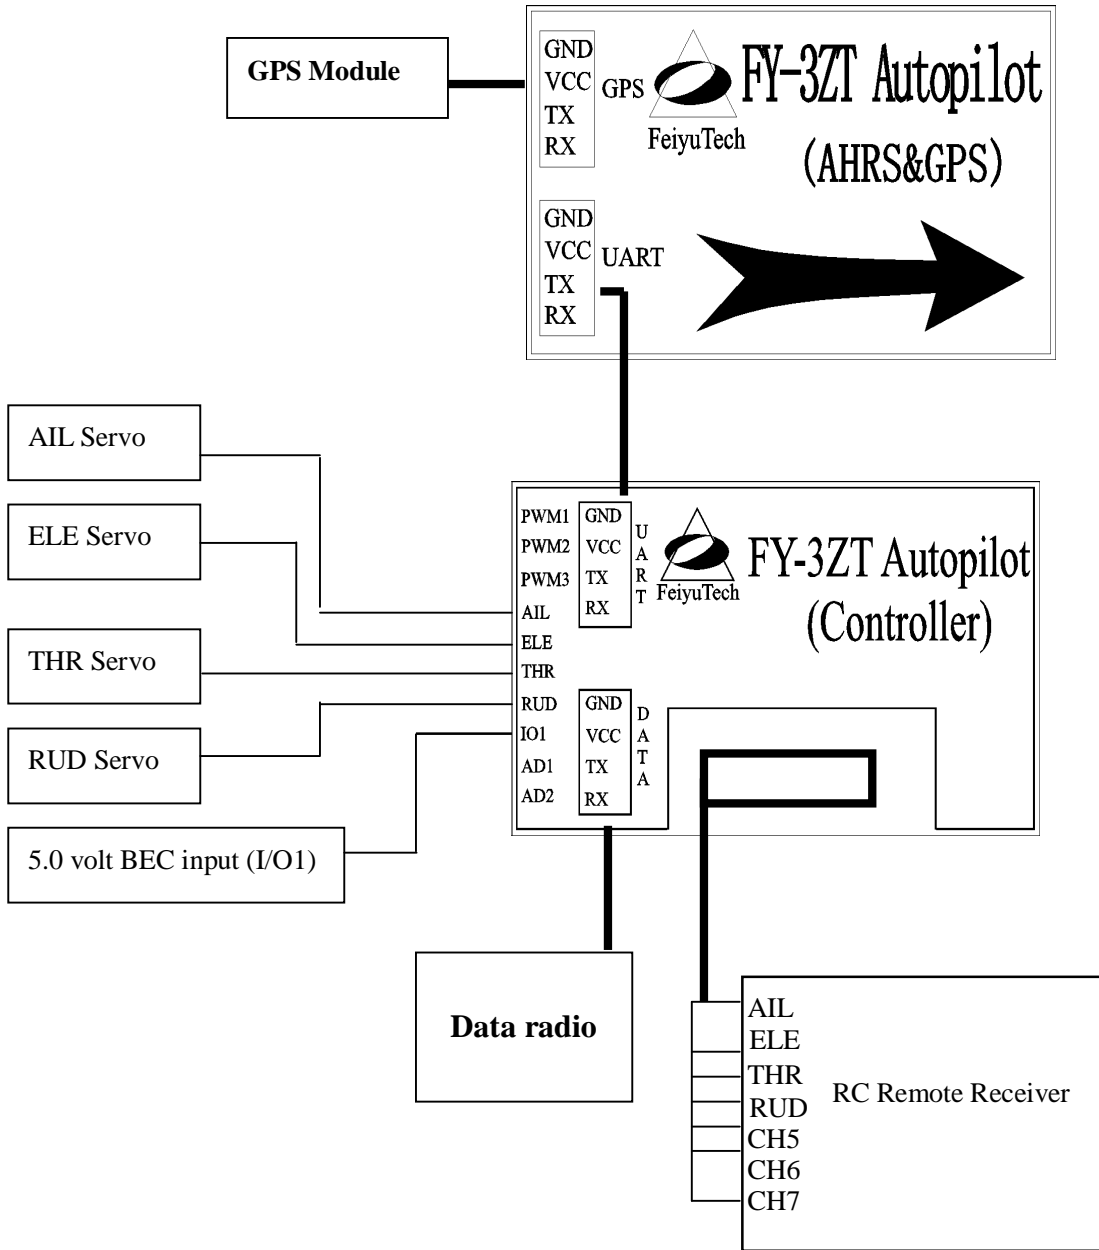 GPS Module
GND
VCC
TX
RX
GPS
FeiyuTech
FY-3ZT Autopilot
(AHRS&GPS)
GND
VCC
TX
RX
UART
AIL Servo
ELE Servo
THR Servo
RUD Servo
5.0 volt BEC input (I/O1)
PWM1
PWM2
PWM3
AIL
ELE
THR
RUD
IO1
AD1
AD2
GND
VCC
TX
RX
UART
FeiyuTech
FY-3ZT Autopilot
(Controller)
GND
VCC
TX
RX
DATA
Data radio
AIL
ELE
THR
RUD
CH5
CH6
CH7
RC Remote Receiver